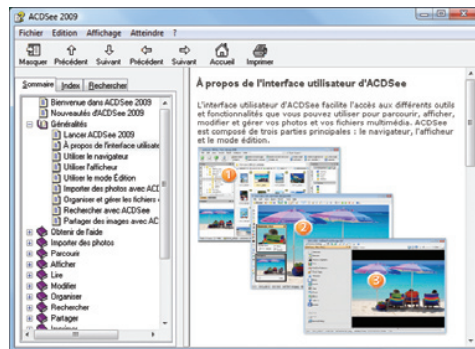 ACDSee 2009
Fichier Edition Affichage Atteindre ?
Masquer Précédent Suivant Précédent Suivant Accueil Imprimer
Sommaire Index Rechercher
Bienvenue dans ACDSee 2009
Nouveautés d'ACDSee 2009
Généralités
Lancer ACDSee 2009
À propos de l'interface utilisate
Utiliser le navigateur
Utiliser l'afficheur
Utiliser le mode Édition
Importer des photos avec ACD
Organiser et gérer les fichiers
Rechercher avec ACDSee
Partager des images avec AC
Obtenir de l'aide
Importer des photos
Parcourir
Afficher
Lire
Modifier
Organiser
Rechercher
Partager
Imprimer
À propos de l'interface utilisateur d'ACDSee
L'interface utilisateur d'ACDSee facilite l'accès aux différents outils
et fonctionnalités que vous pouvez utiliser pour parcourir, afficher,
modifier et gérer vos photos et vos fichiers multimédia. ACDSee
est composé de trois parties principales : le navigateur, l'afficheur
et le mode édition.
1
2
3